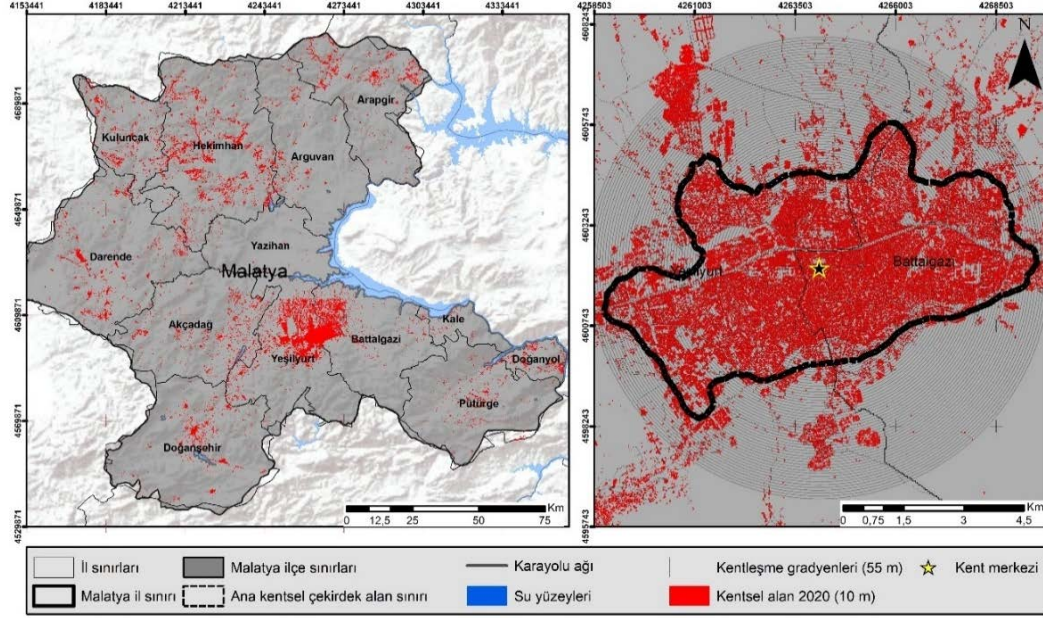 4153441 4183441 4213441 4243441 4273441 4303441 4333441
4689871
4649871
4609871
4569871
4529871
Kuluncak
Hekimhan
Arguvan
Arapgir
Darende
Yazihan
Malatya
Akçadağ
Yeşilyurt
Battalgazi
Kale
Doğanyol
Pütürge
Doğanşehir
Km
0 12,5 25 50 75
4258503 4261003 4263503 4266003 4268503
4608243
4605743
4603243
4600743
4598243
4595743
N
Battalgazi
Km
0 0,75 1,5 3 4,5
İl sınırları
Malatya ilçe sınırları
Karayolu ağı
Kentleşme gradyenleri (55 m)
Kent merkezi
Malatya il sınırı
Ana kentsel çekirdek alan sınırı
Su yüzeyleri
Kentsel alan 2020 (10 m)